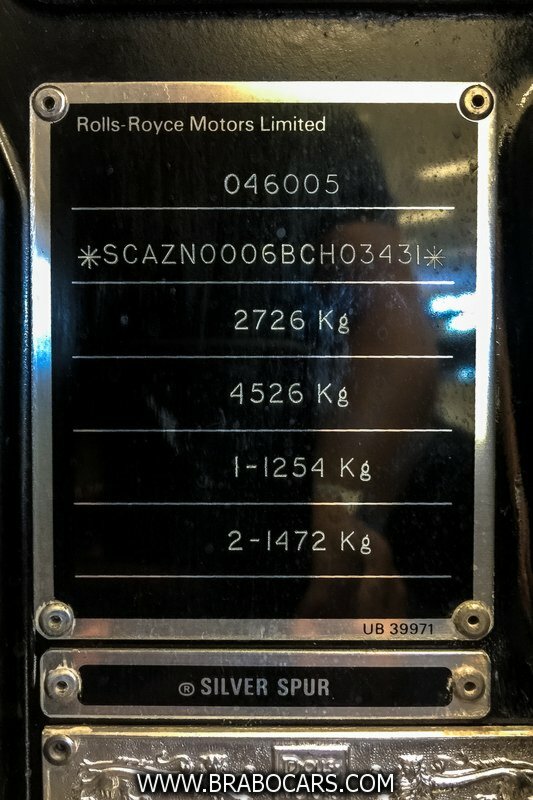 Rolls-Royce Motors Limited
046005
*SCAZN0006BCH03431*
2726 Kg
4526 Kg
1-1254 Kg
2-1472 Kg
UB 39971
® SILVER SPUR
WWW.BRABOCARS.COM